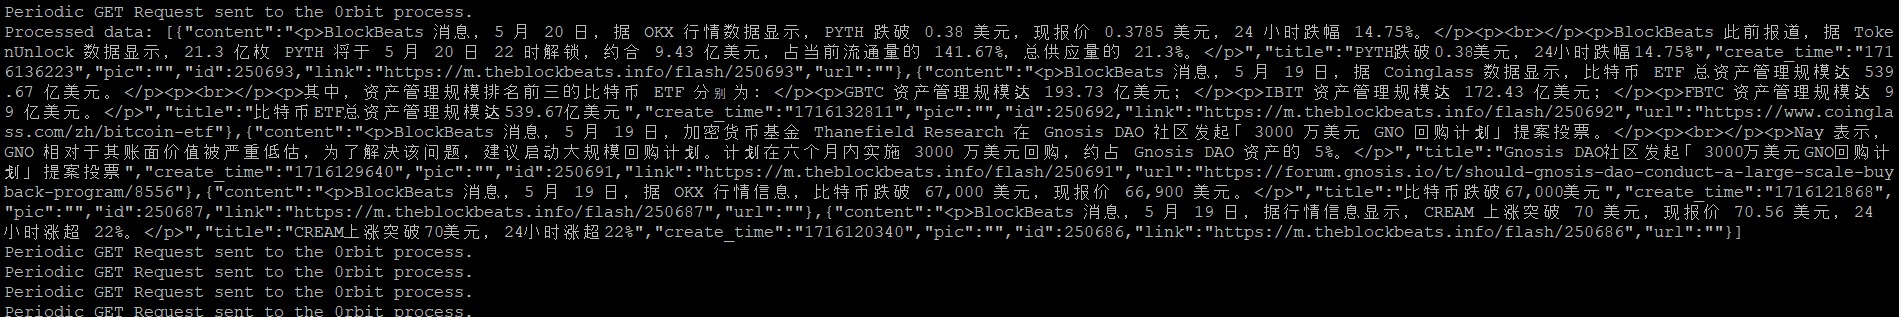 Periodic GET Request sent to the 0rbit process.
Processed data: [{"content":"<p>BlockBeats 消息，5 月 20 日，据 OKX 行情数据显示，PYTH 跌破 0.38 美元，现报价 0.3785 美元，24 小时跌幅 14.75%。</p><p><br></p><p>BlockBeats 此前报道，据 Toke
nUnlock 数据显示，21.3 亿枚 PYTH 将于 5 月 20 日 22 时解锁，约合 9.43 亿美元，占当前流通量的 141.67%，总供应量的 21.3%。</p>","title":"PYTH跌破0.38美元，24小时跌幅14.75%","create_time":"171
6136223","pic":"","id":250693,"link":"https://m.theblockbeats.info/flash/250693","url":""},{"content":"<p>BlockBeats 消息，5 月 19 日，据 Coinglass 数据显示，比特币 ETF 总资产管理规模达 539
.67 亿美元。</p><p><br></p><p>其中，资产管理规模排名前三的比特币 ETF 分别为：</p><p>GBTC 资产管理规模达 193.73 亿美元；</p><p>IBIT 资产管理规模达 172.43 亿美元；</p><p>FBTC 资产管理规模达 9
9 亿美元。</p>","title":"比特币ETF总资产管理规模达539.67亿美元","create_time":"1716132811","pic":"","id":250692,"link":"https://m.theblockbeats.info/flash/250692","url":"https://www.coingla
ss.com/zh/bitcoin-etf"},{"content":"<p>BlockBeats 消息，5 月 19 日，加密货币基金 Thanefield Research 在 Gnosis DAO 社区发起「 3000 万美元 GNO 回购计划」提案投票。</p><p><br></p><p>Nay 表示，
GNO 相对于其账面价值被严重低估，为了解决该问题，建议启动大规模回购计划。计划在六个月内实施 3000 万美元回购，约占 Gnosis DAO 资产的 5%。</p>","title":"Gnosis DAO社区发起「 3000万美元GNO回购计
划」提案投票","create_time":"1716129640","pic":"","id":250691,"link":"https://m.theblockbeats.info/flash/250691","url":"https://forum.gnosis.io/t/should-gnosis-dao-conduct-a-large-scale-buy
back-program/8556"},{"content":"<p>BlockBeats 消息，5 月 19 日，据 OKX 行情信息，比特币跌破 67,000 美元，现报价 66,900 美元。</p>","title":"比特币跌破67,000美元","create_time":"1716121868",
"pic":"","id":250687,"link":"https://m.theblockbeats.info/flash/250687","url":""},{"content":"<p>BlockBeats 消息，5 月 19 日，据行情信息显示，CREAM 上涨突破 70 美元，现报价 70.56 美元，24
小时涨超 22%。</p>","title":"CREAM上涨突破70美元，24小时涨超22%","create_time":"1716120340","pic":"","id":250686,"link":"https://m.theblockbeats.info/flash/250686","url":""}]
Periodic GET Request sent to the 0rbit process.
Periodic GET Request sent to the 0rbit process.
Periodic GET Request sent to the 0rbit process.
Periodic GET Request sent to the 0rbit process.